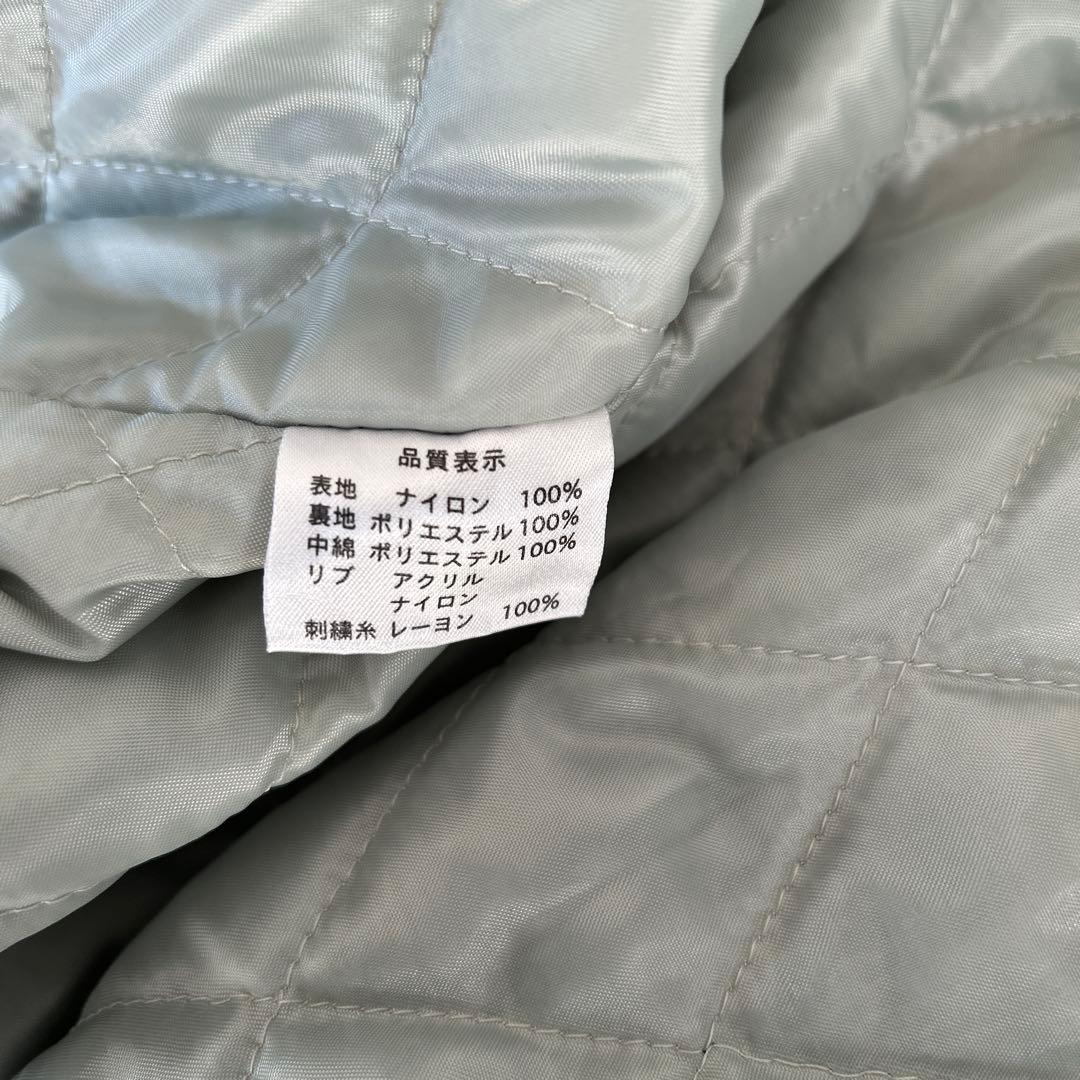 品質表示
表地 ナイロン 100%
裏地 ポリエステル 100%
中綿 ポリエステル 100%
リブ アクリル
ナイロン
刺繍糸 レーヨン 100%